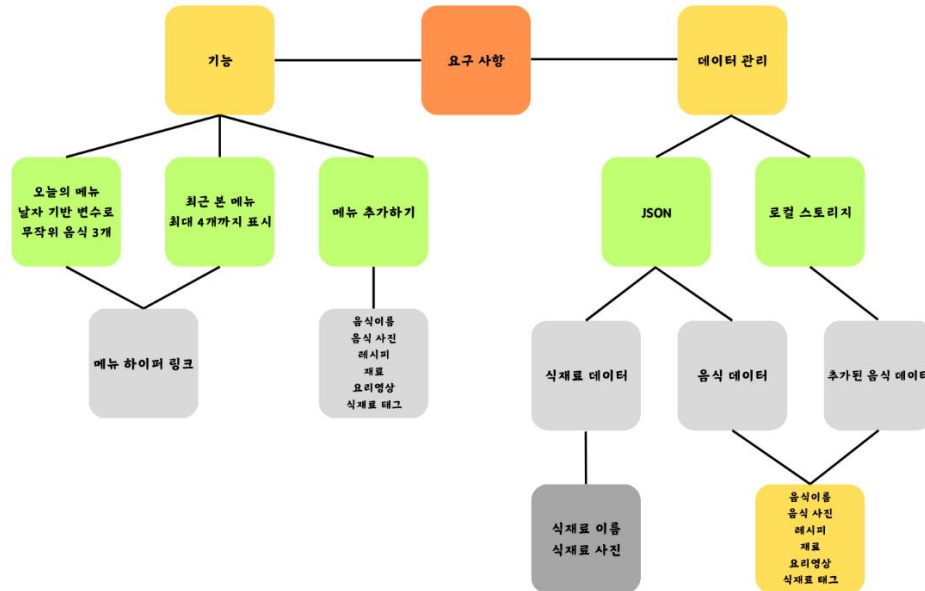 기능
요구 사항
데이터 관리
오늘의 메뉴
날자 기반 변수로
무작위 음식 3개
최근 본 메뉴
최대 4개까지 표시
메뉴 추가하기
JSON
로컬 스토리지
메뉴 하이퍼 링크
음식이름
음식 사진
레시피
재료
요리영상
식재료 태그
식재료 데이터
음식 데이터
추가된 음식 데이터
식재료 이름
식재료 사진
음식이름
음식 사진
레시피
재료
요리영상
식재료 태그